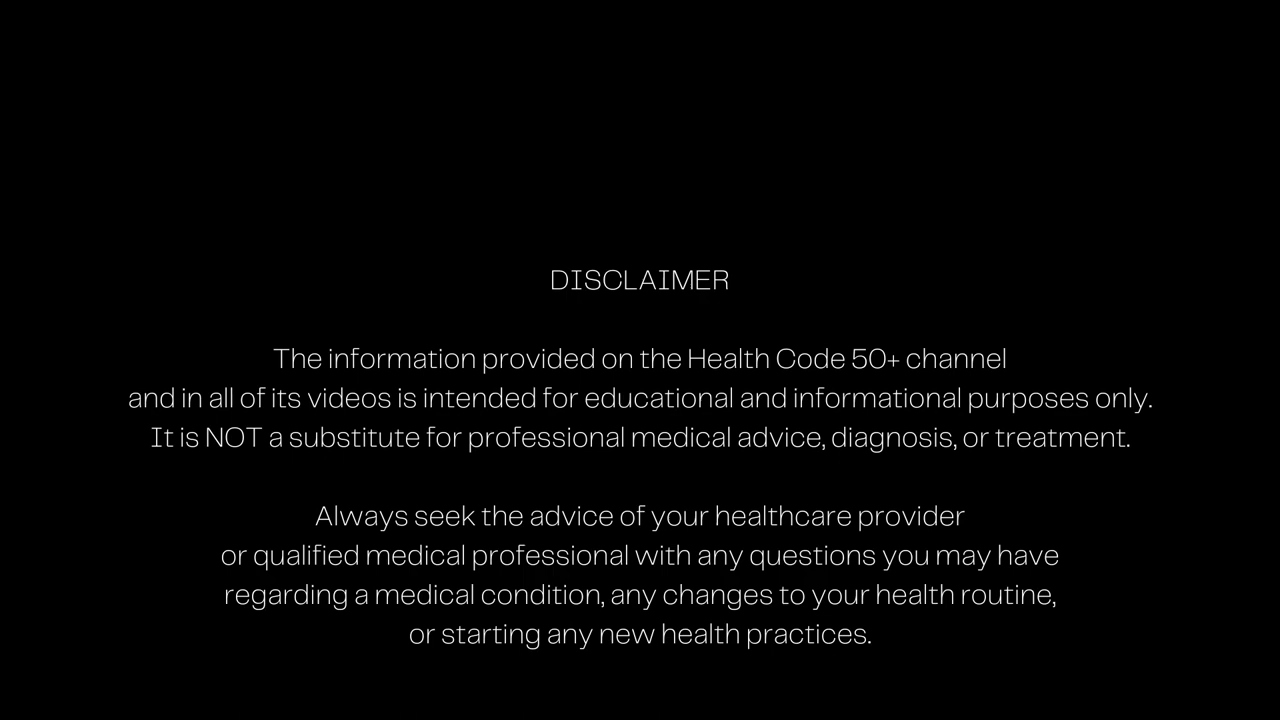 DISCLAIMER
The information provided on the Health Code 50+ channel
and in all of its videos is intended for educational and informational purposes only.
It is NOT a substitute for professional medical advice, diagnosis, or treatment.
Always seek the advice of your healthcare provider
or qualified medical professional with any questions you may have
regarding a medical condition, any changes to your health routine,
or starting any new health practices.